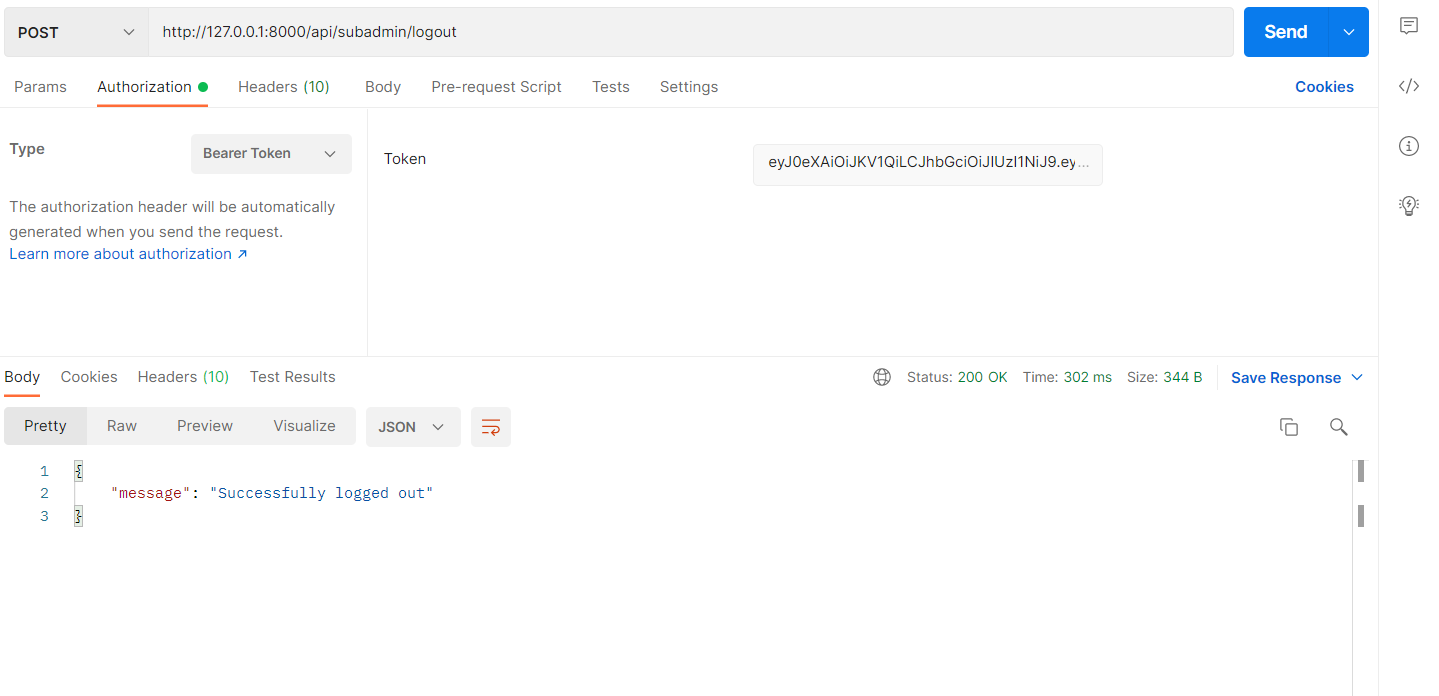 POST http://127.0.0.1:8000/api/subadmin/logout Send
Params Authorization Headers (10) Body Pre-request Script Tests Settings Cookies
Type Bearer Token Token eyJ0eXAiOiJKV1QiLCJhbGciOiJIUzI1NiJ9.ey...
The authorization header will be automatically
generated when you send the request.
Learn more about authorization ↗
Body Cookies Headers (10) Test Results Status: 200 OK Time: 302 ms Size: 344 B Save Response
Pretty Raw Preview Visualize JSON
1 {
2 "message": "Successfully logged out"
3 }